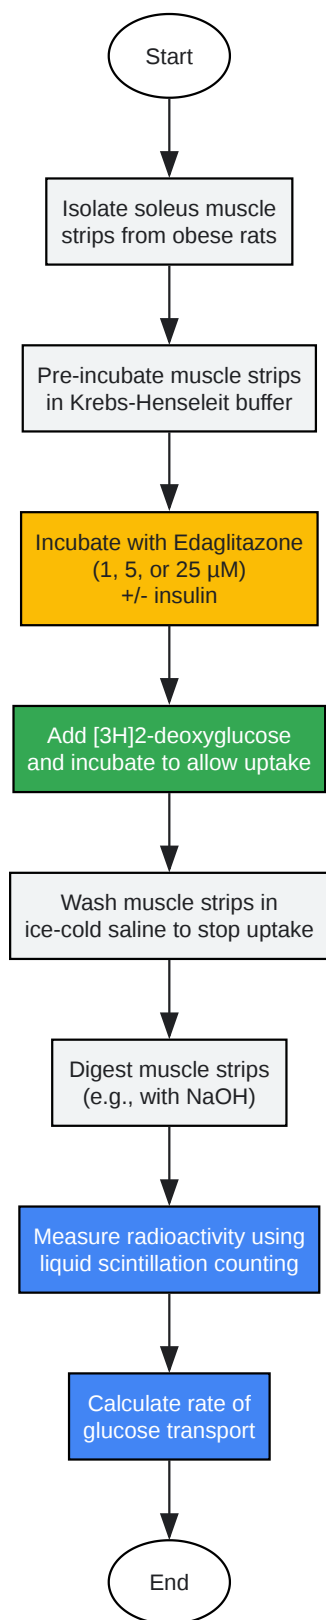 Start
Isolate soleus muscle
strips from obese rats
Pre-incubate muscle strips
in Krebs-Henseleit buffer
Incubate with Edaglitazone
(1, 5, or 25 µM)
+/- insulin
Add [3H]2-deoxyglucose
and incubate to allow uptake
Wash muscle strips in
ice-cold saline to stop uptake
Digest muscle strips
(e.g., with NaOH)
Measure radioactivity using
liquid scintillation counting
Calculate rate of
glucose transport
End